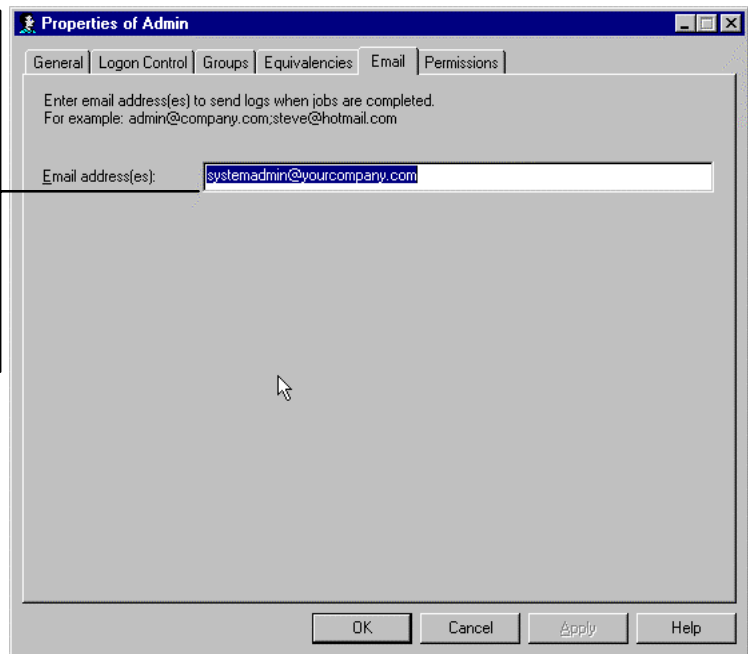 Properties of Admin
General Logon Control Groups Equivalencies Email Permissions
Enter email address(es) to send logs when jobs are completed.
For example: admin@company.com;steve@hotmail.com
Email address(es): systemadmin@yourcompany.com
OK Cancel Apply Help